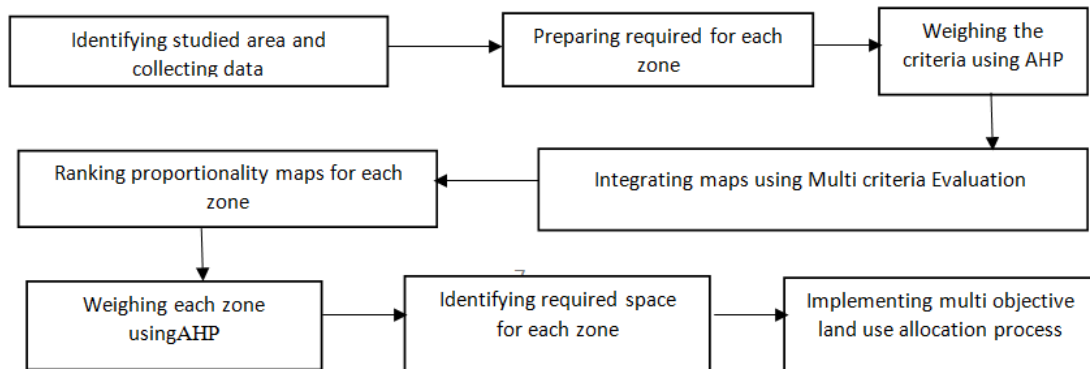 Identifying studied area and
collecting data
Preparing required for each
zone
Weighing the
criteria using AHP
Integrating maps using Multi criteria Evaluation
Ranking proportionality maps for each
zone
Weighing each zone
usingAHP
Identifying required space
for each zone
Implementing multi objective
land use allocation process